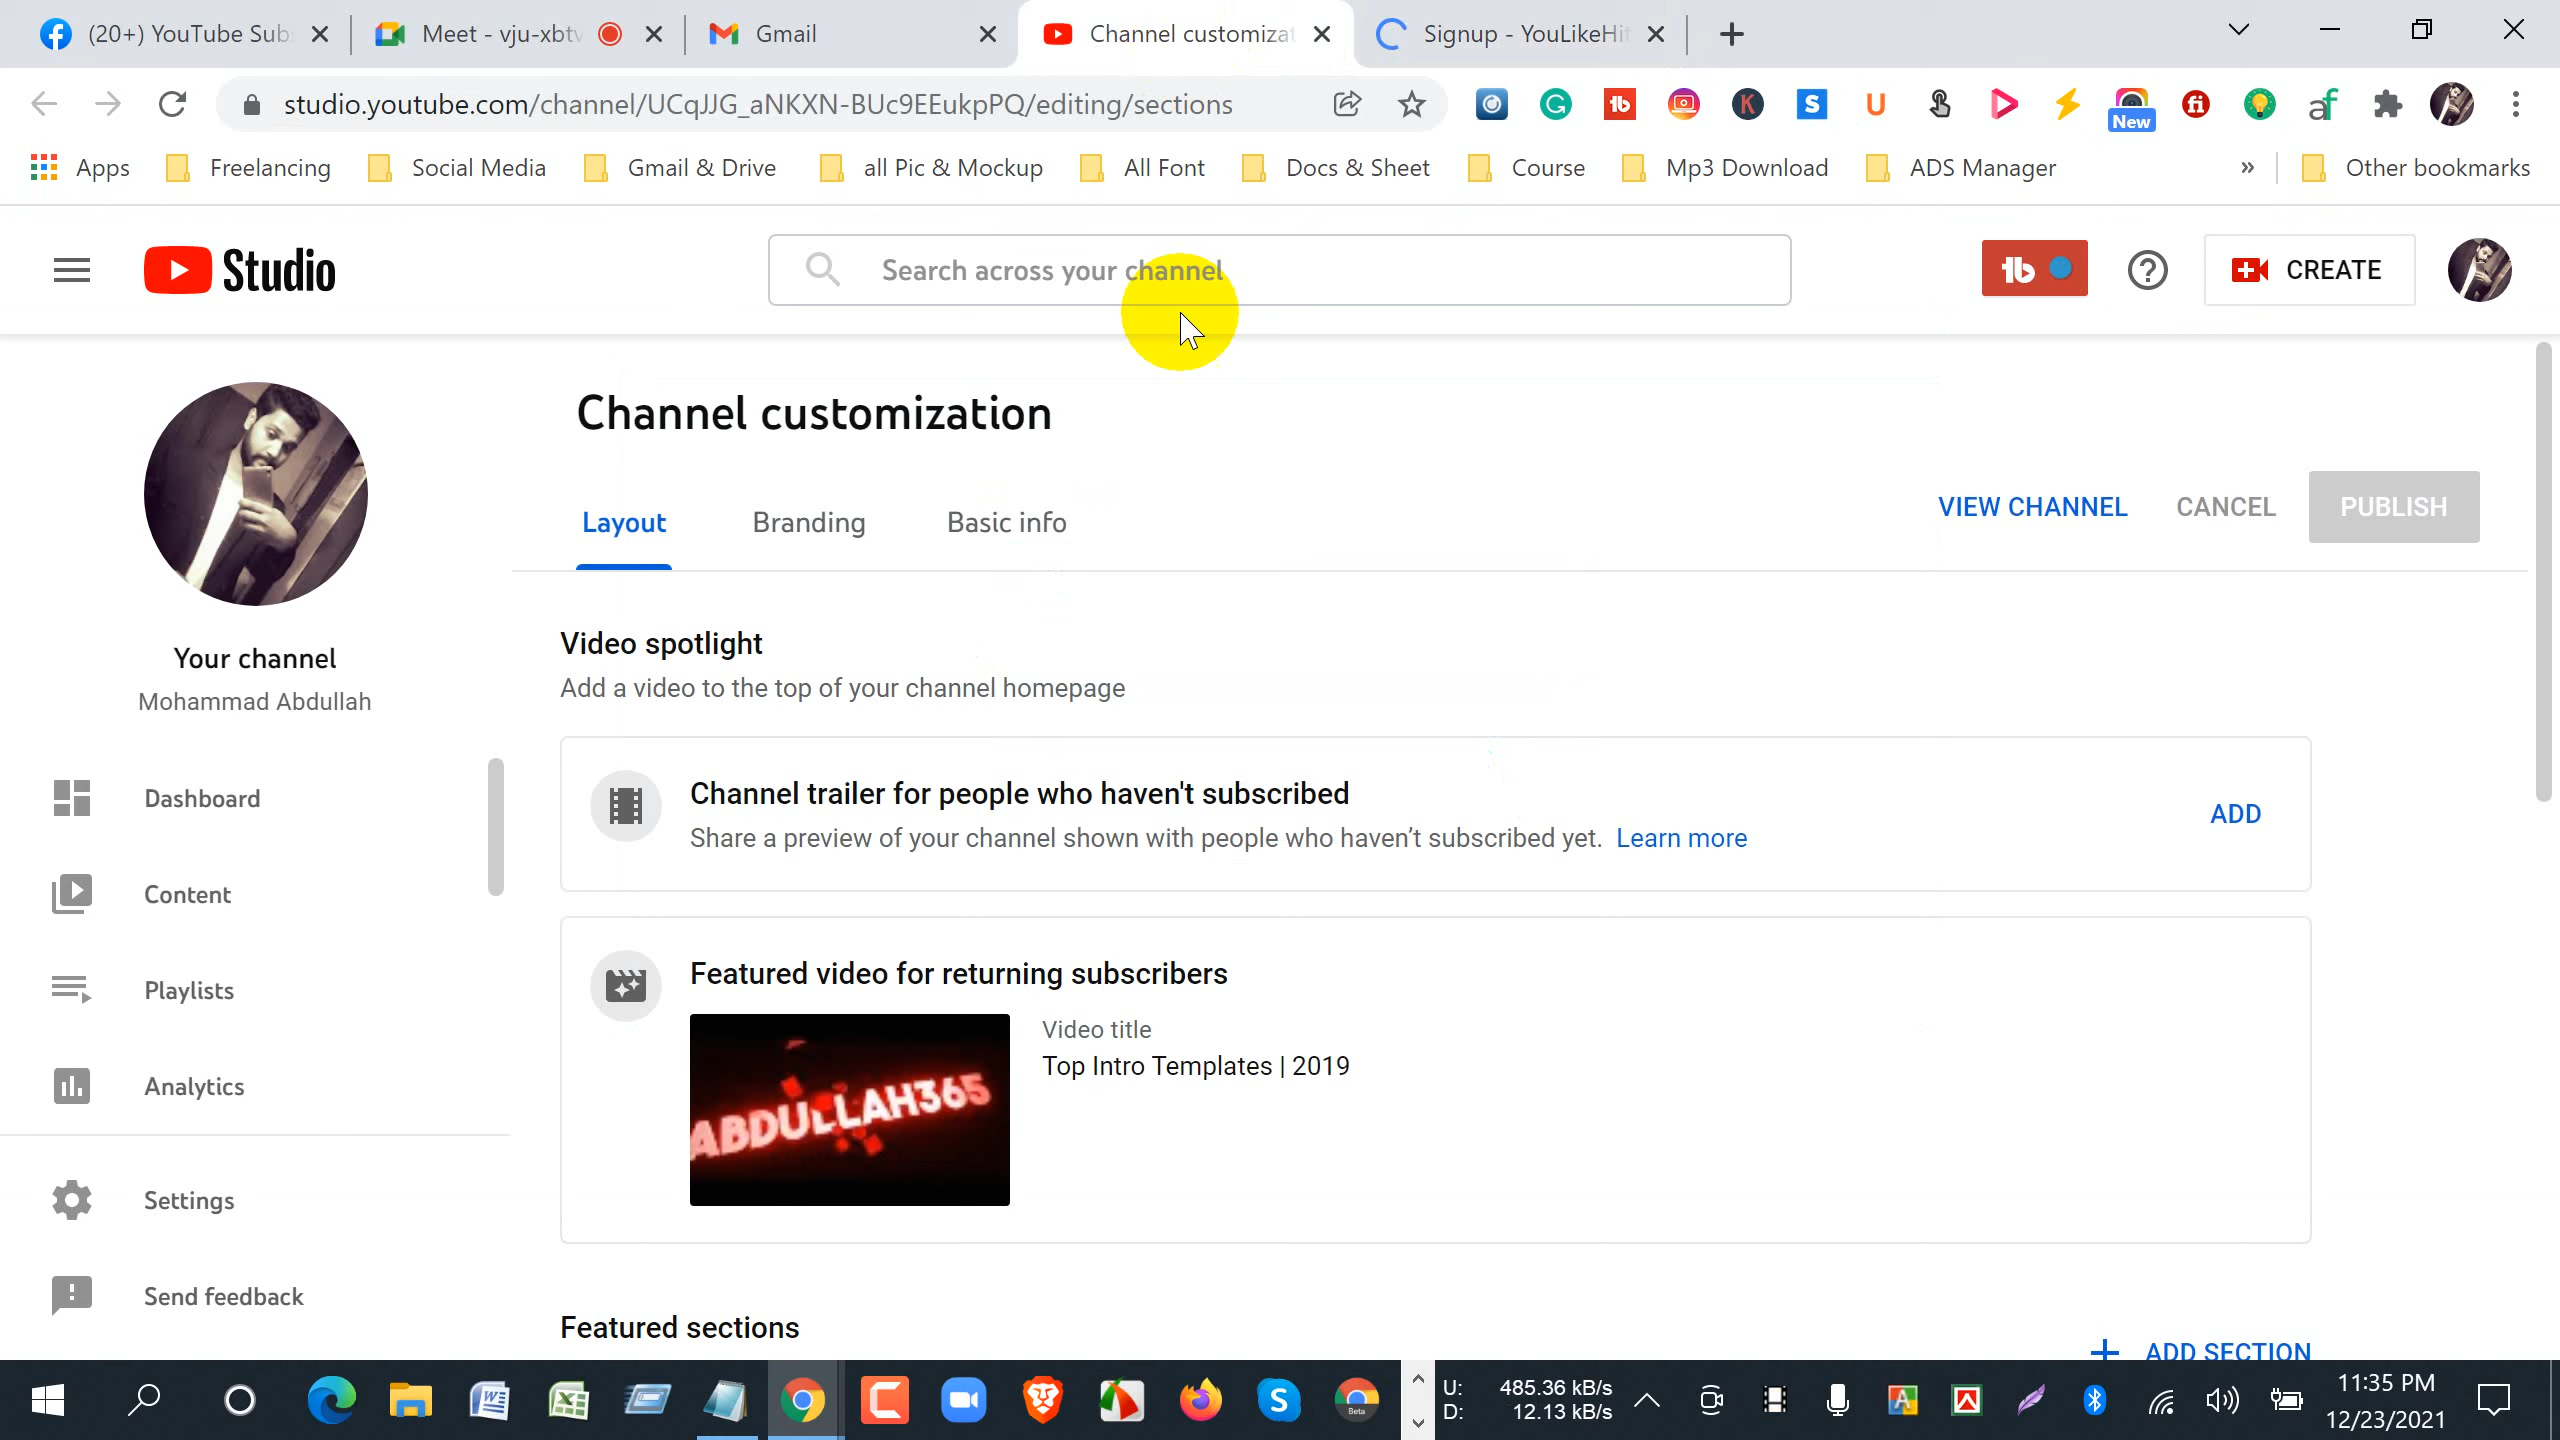 (20+) YouTube Sub
Meet - vju-xbtv
Gmail
Channel customizat
Signup - YouLikeHit
studio.youtube.com/channel/UCqJJG_aNKXN-BUc9EEukpPQ/editing/sections
New
Apps
Freelancing
Social Media
Gmail & Drive
all Pic & Mockup
All Font
Docs & Sheet
Course
Mp3 Download
ADS Manager
»
Other bookmarks
Studio
Search across your channel
CREATE
Channel customization
Layout
Branding
Basic info
VIEW CHANNEL
CANCEL
PUBLISH
Your channel
Mohammad Abdullah
Dashboard
Content
Playlists
Analytics
Settings
Send feedback
Video spotlight
Add a video to the top of your channel homepage
Channel trailer for people who haven't subscribed
Share a preview of your channel shown with people who haven’t subscribed yet. Learn more
ADD
Featured video for returning subscribers
ABDULLAH365
Video title
Top Intro Templates | 2019
Featured sections
ADD SECTION
U: 485.36 kB/s
D: 12.13 kB/s
Beta
11:35 PM
12/23/2021